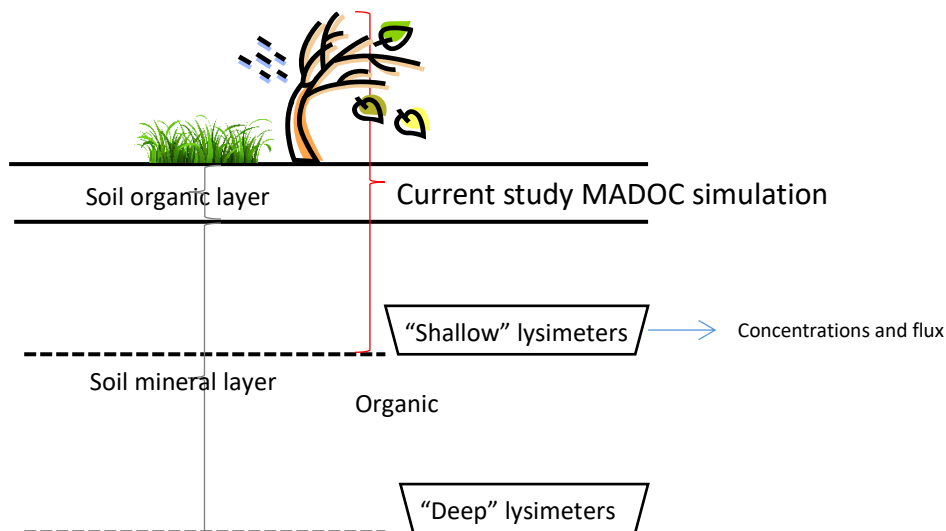 Soil organic layer
Current study MADOC simulation
“Shallow” lysimeters
Concentrations and flux
Soil mineral layer
Organic
“Deep” lysimeters